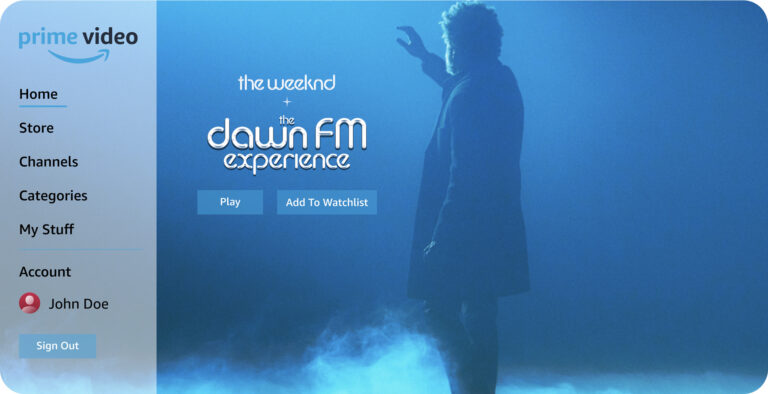 prime video
Home
Store
Channels
Categories
My Stuff
Account
John Doe
Sign Out
the weeknd
+
the
dawn FM
experience
Play
Add To Watchlist